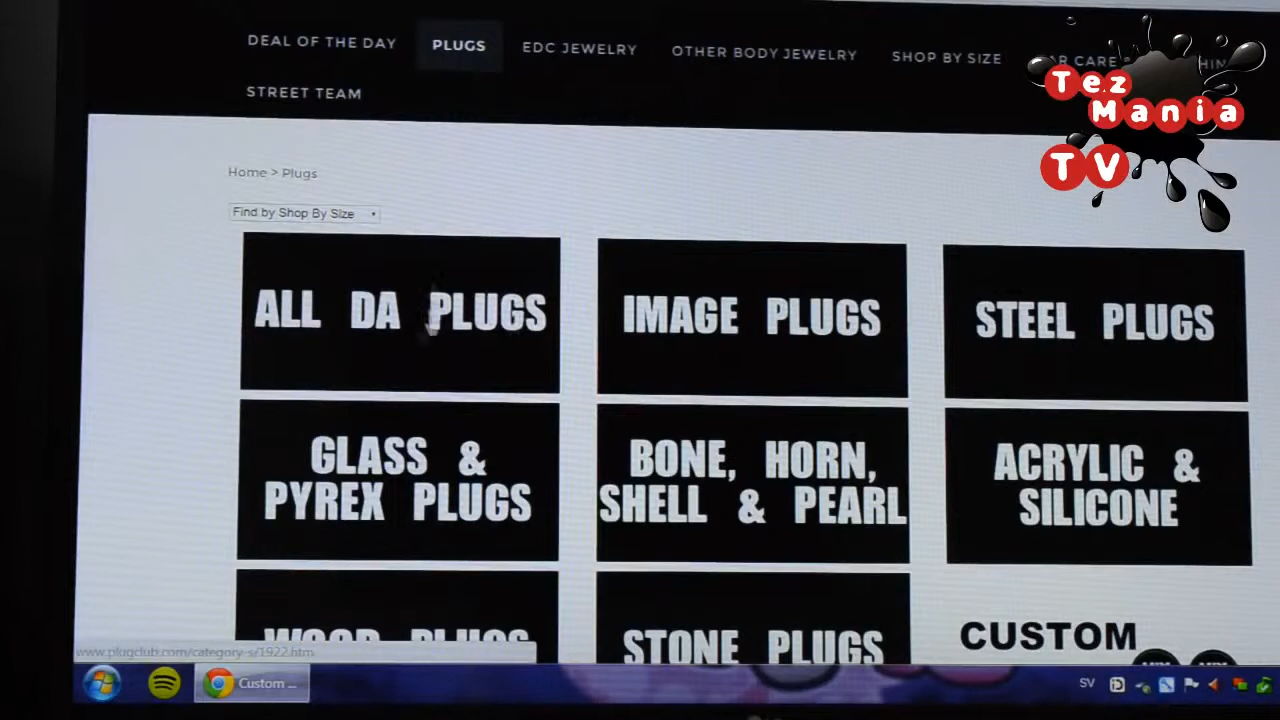 DEAL OF THE DAY
PLUGS
EDC JEWELRY
OTHER BODY JEWELRY
SHOP BY SIZE
STREET TEAM
Tez
Mania
TV
Home > Plugs
Find by Shop By Size
ALL DA PLUGS
IMAGE PLUGS
STEEL PLUGS
GLASS &
PYREX PLUGS
BONE, HORN,
SHELL & PEARL
ACRYLIC &
SILICONE
WOOD PLUGS
STONE PLUGS
CUSTOM
www.plugclub.com/category-s/1922.htm
Custom ...
SV